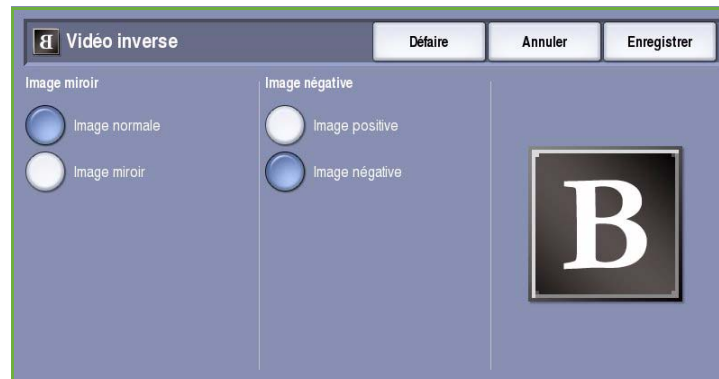 B Vidéo inverse
Défaire
Annuler
Enregistrer
Image miroir
Image normale
Image miroir
Image négative
Image positive
Image négative
B